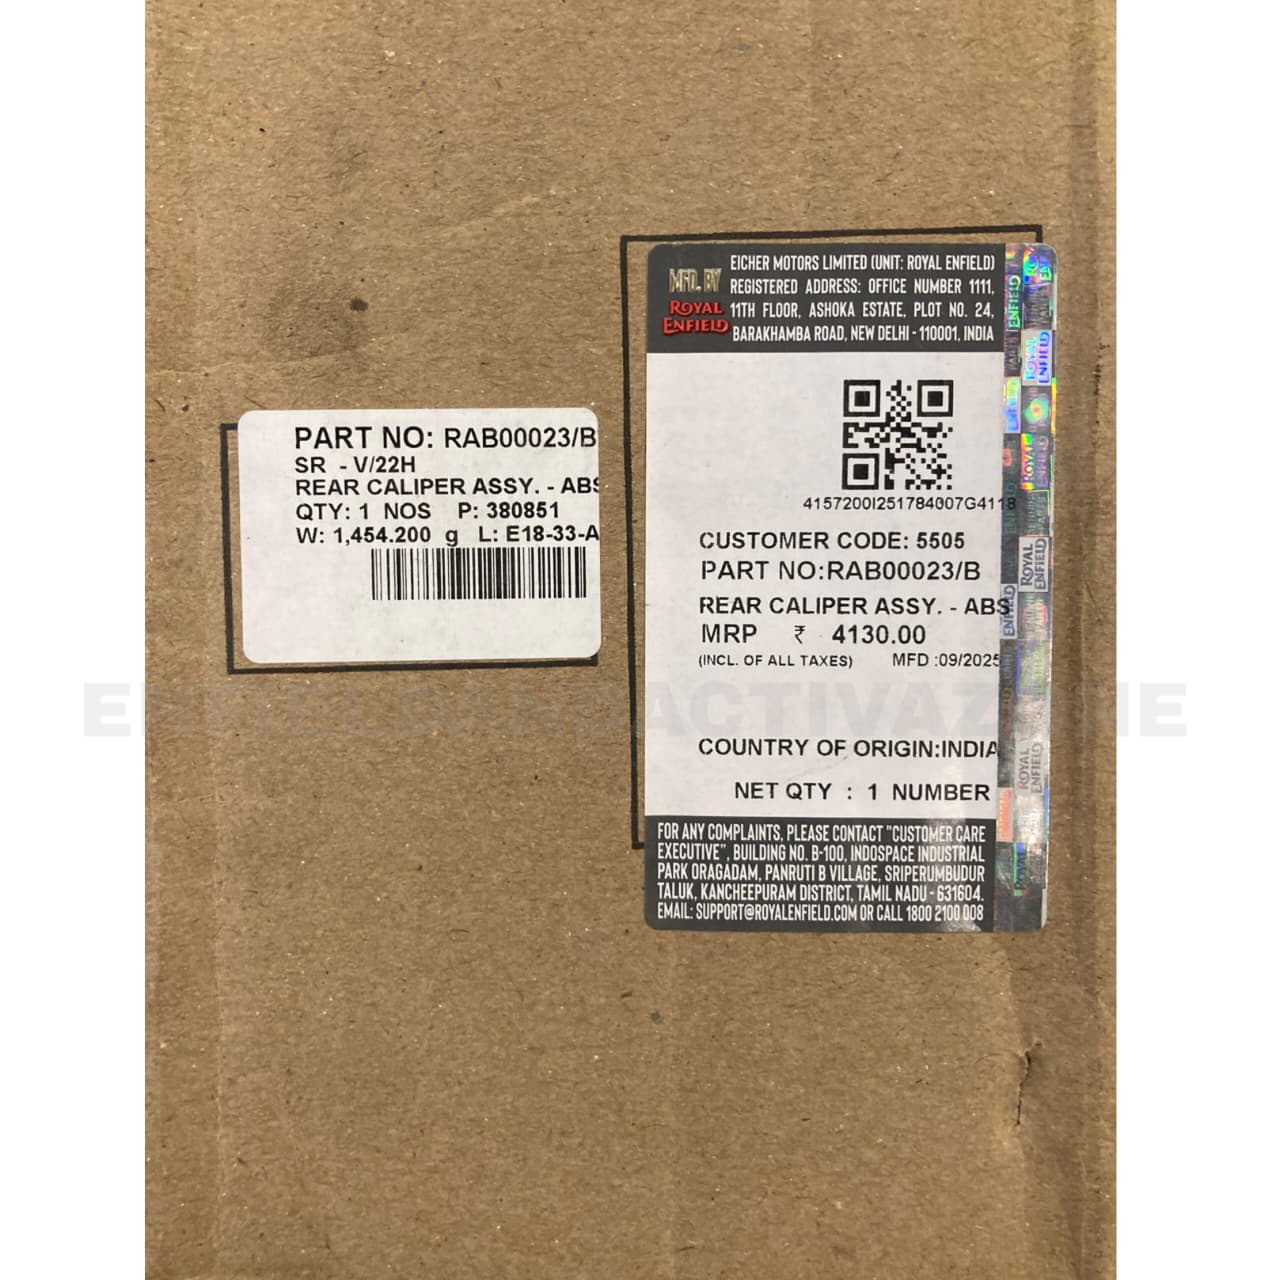 PART NO: RAB00023/B
SR - V/22H
REAR CALIPER ASSY. - ABS
QTY: 1 NOS P: 380851
W: 1,454.200 g L: E18-33-A
MFD. BY
ROYAL
ENFIELD
EICHER MOTORS LIMITED (UNIT: ROYAL ENFIELD)
REGISTERED ADDRESS: OFFICE NUMBER 1111,
11TH FLOOR, ASHOKA ESTATE, PLOT NO. 24,
BARAKHAMBA ROAD, NEW DELHI - 110001, INDIA
4157200I251784007G4118
CUSTOMER CODE: 5505
PART NO:RAB00023/B
REAR CALIPER ASSY. - ABS
MRP ₹ 4130.00
(INCL. OF ALL TAXES) MFD :09/2025
COUNTRY OF ORIGIN:INDIA
NET QTY : 1 NUMBER
FOR ANY COMPLAINTS, PLEASE CONTACT "CUSTOMER CARE
EXECUTIVE", BUILDING NO. B-100, INDOSPACE INDUSTRIAL
PARK ORAGADAM, PANRUTI B VILLAGE, SRIPERUMBUDUR
TALUK, KANCHEEPURAM DISTRICT, TAMIL NADU - 631604.
EMAIL: SUPPORT@ROYALENFIELD.COM OR CALL 1800 2100 008
ROYAL
ENFIELD